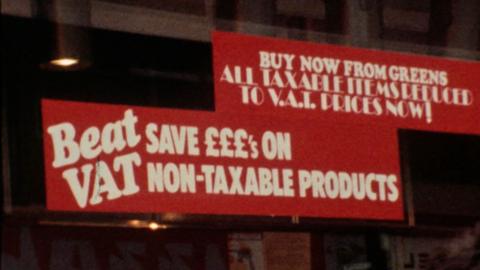 BUY NOW FROM GREENS
ALL TAXABLE ITEMS REDUCED
TO V.A.T. PRICES NOW!
Beat VAT
SAVE £££'s ON
NON-TAXABLE PRODUCTS